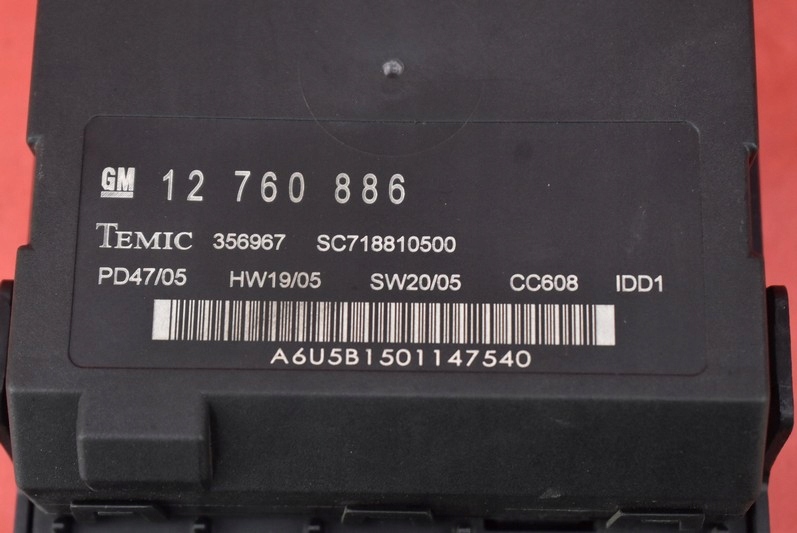 GM 12 760 886
TEMIC 356967 SC718810500
PD47/05 HW19/05 SW20/05 CC608 IDD1
A6U5B1501147540